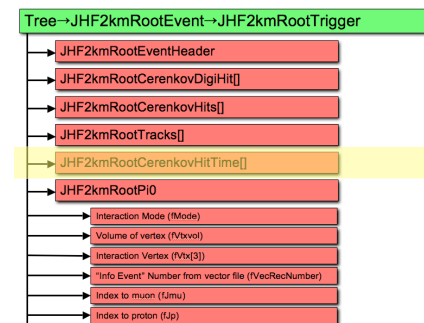 Tree→JHF2kmRootEvent→JHF2kmRootTrigger
JHF2kmRootEventHeader
JHF2kmRootCerenkovDigiHit[]
JHF2kmRootCerenkovHits[]
JHF2kmRootTracks[]
JHF2kmRootCerenkovHitTime[]
JHF2kmRootPi0
Interaction Mode (fMode)
Volume of vertex (fVtxvol)
Interaction Vertex (fVtx[3])
"Info Event" Number from vector file (fVecRecNumber)
Index to muon (fJmu)
Index to proton (fJp)